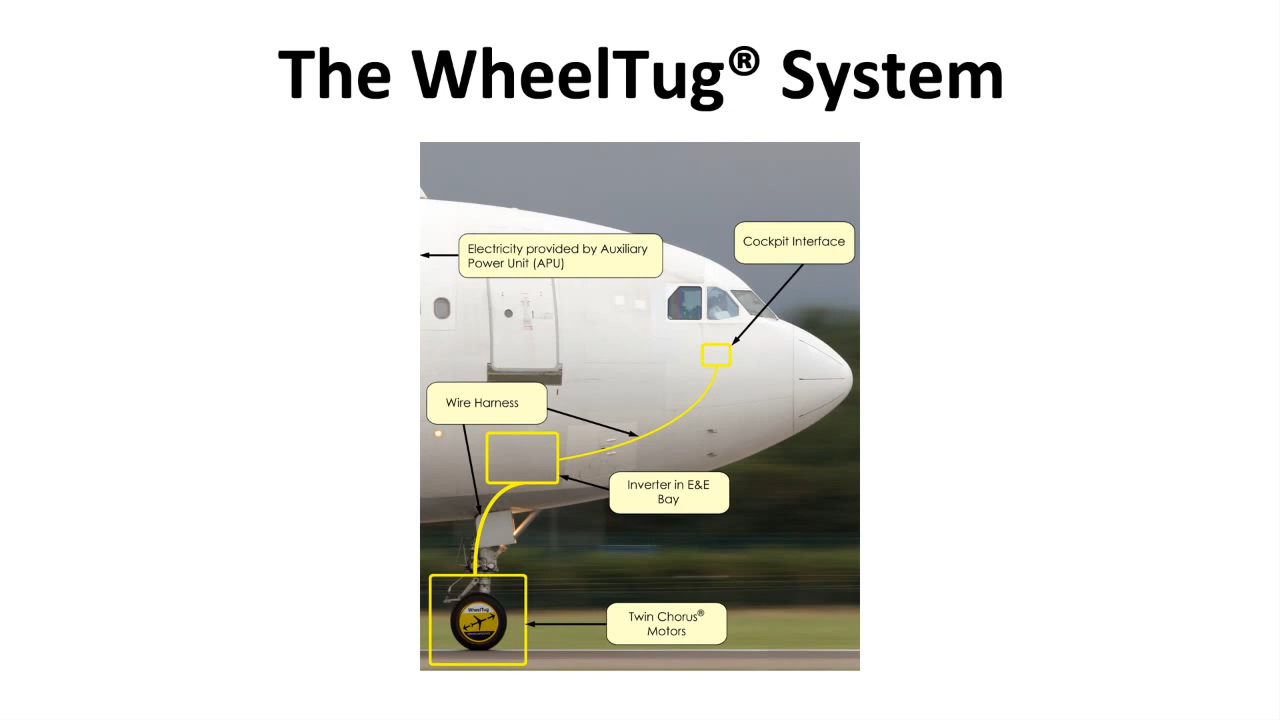 The WheelTug® System
Electricity provided by Auxiliary
Power Unit (APU)
Cockpit Interface
Wire Harness
Inverter in E&E
Bay
Twin Chorus®
Motors
WheelTug